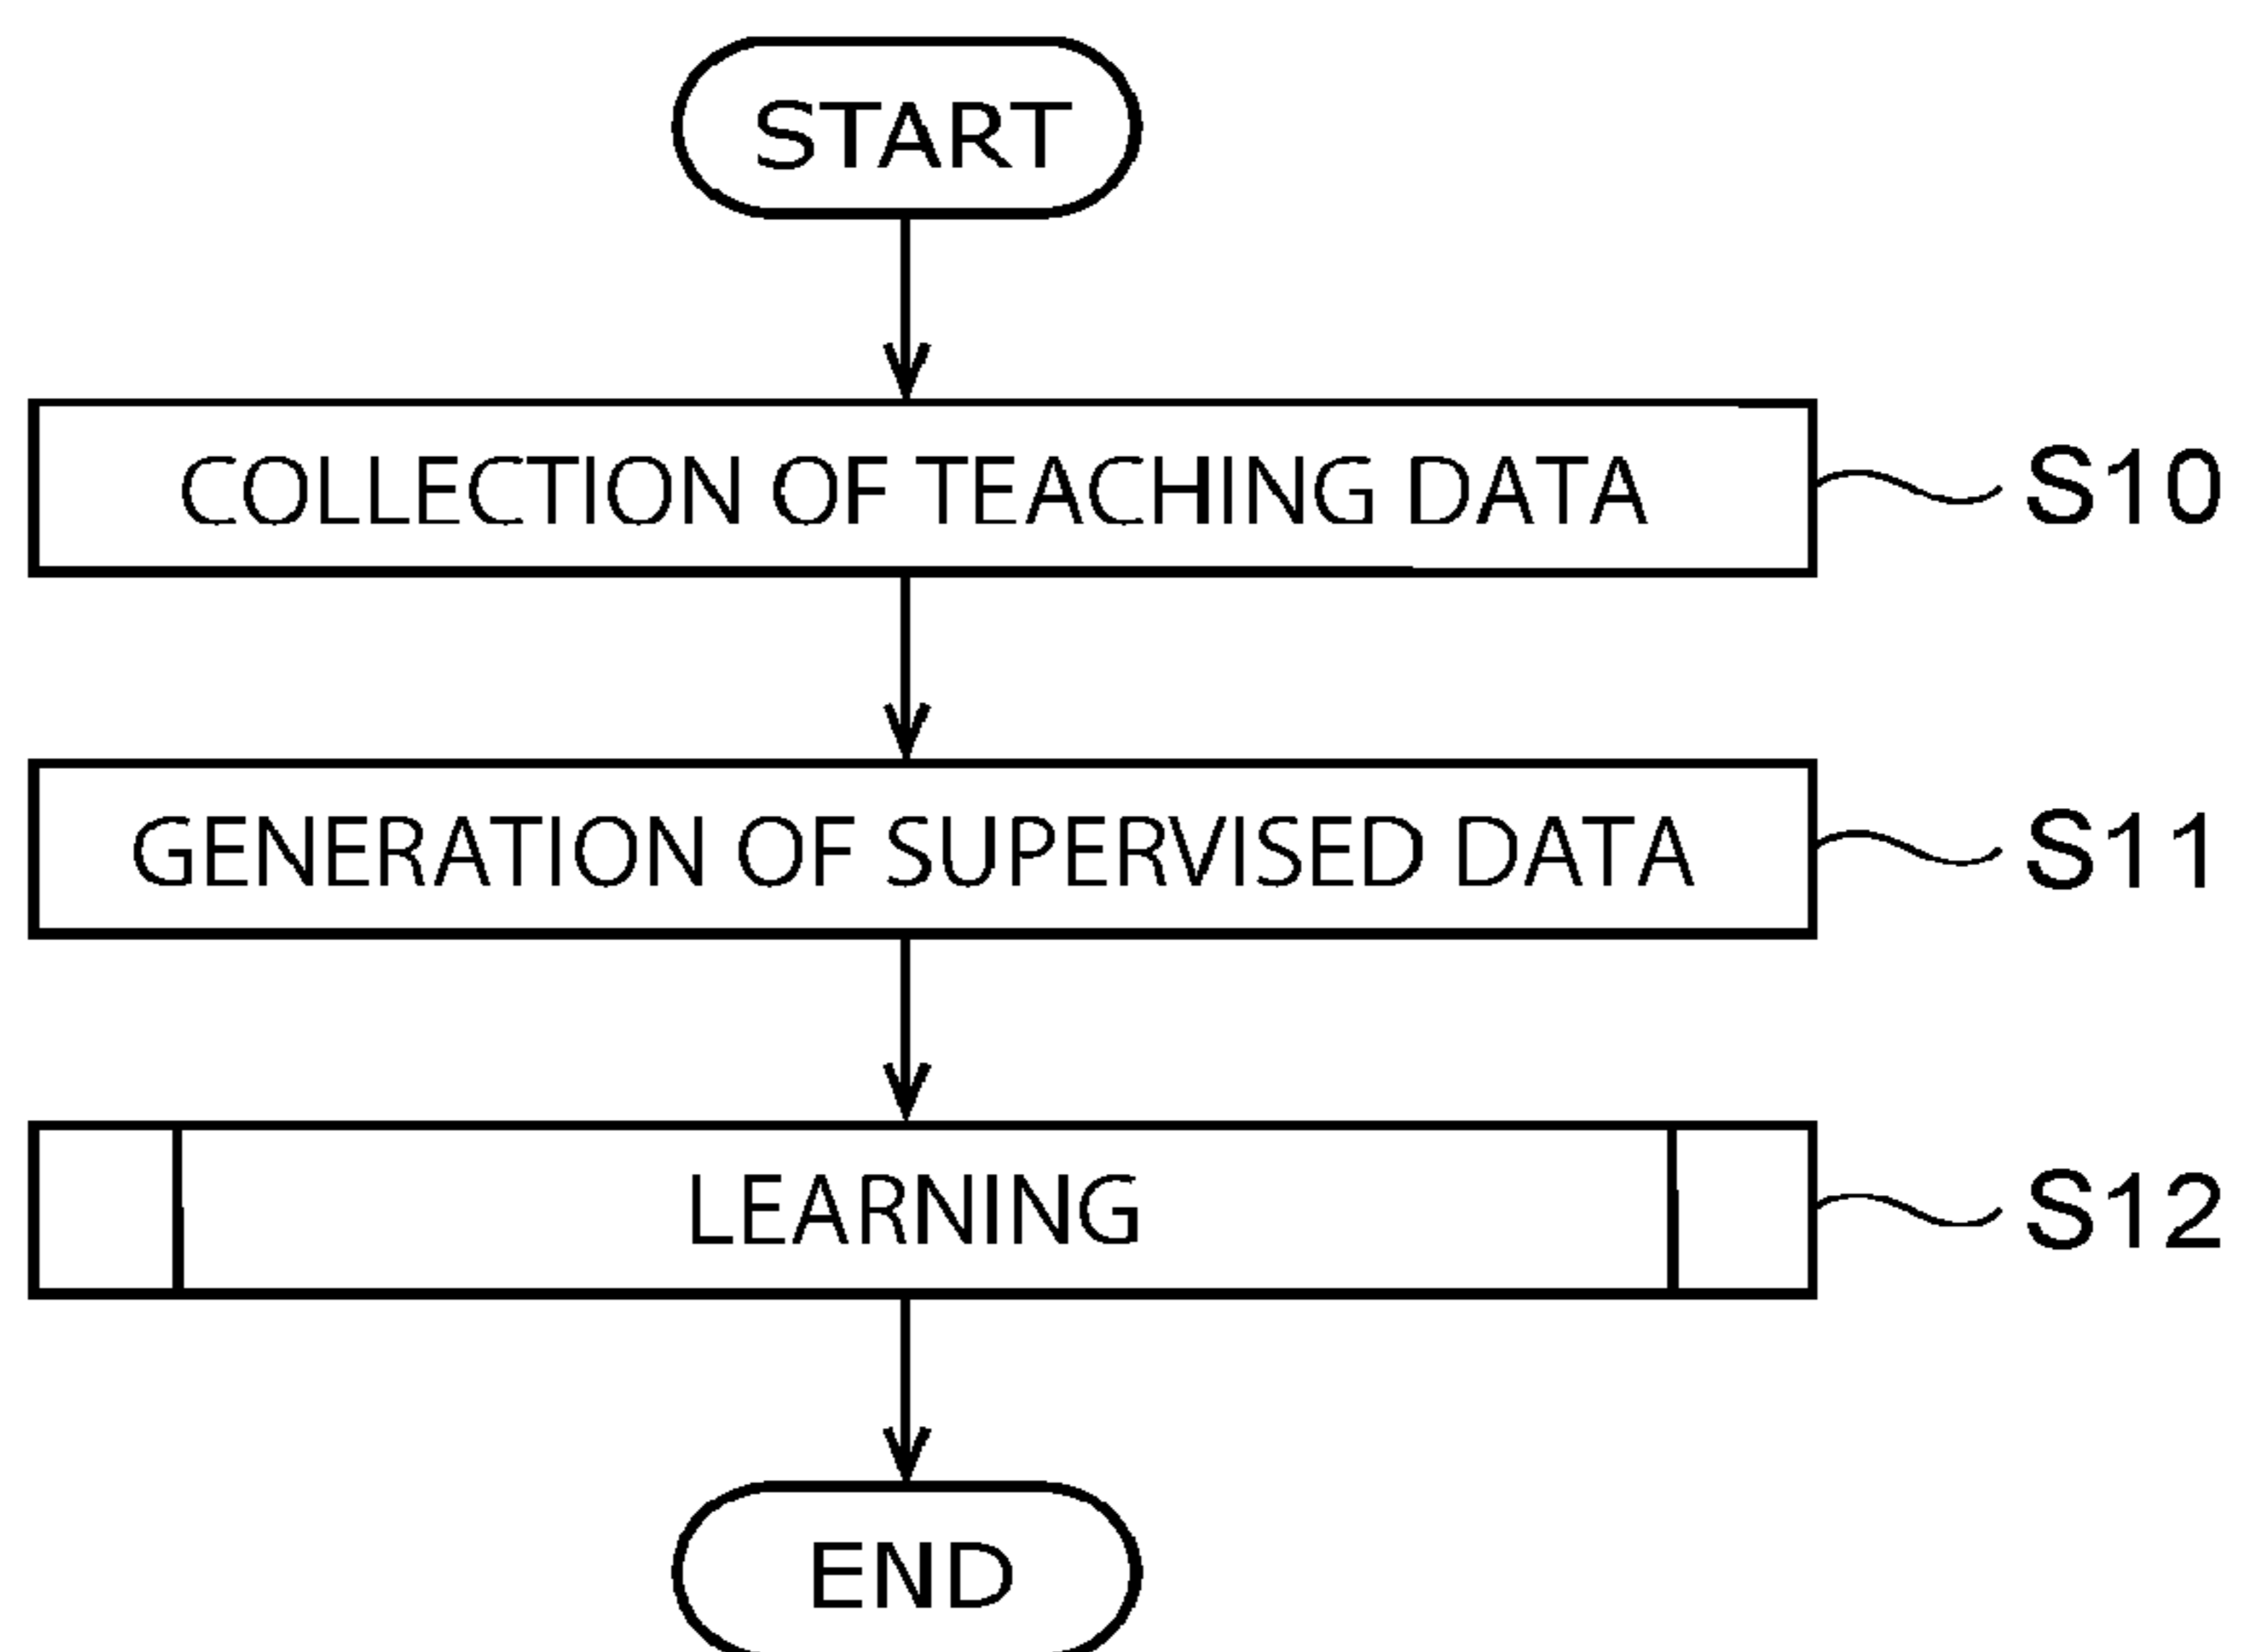 START
COLLECTION OF TEACHING DATA S10
GENERATION OF SUPERVISED DATA S11
LEARNING S12
END